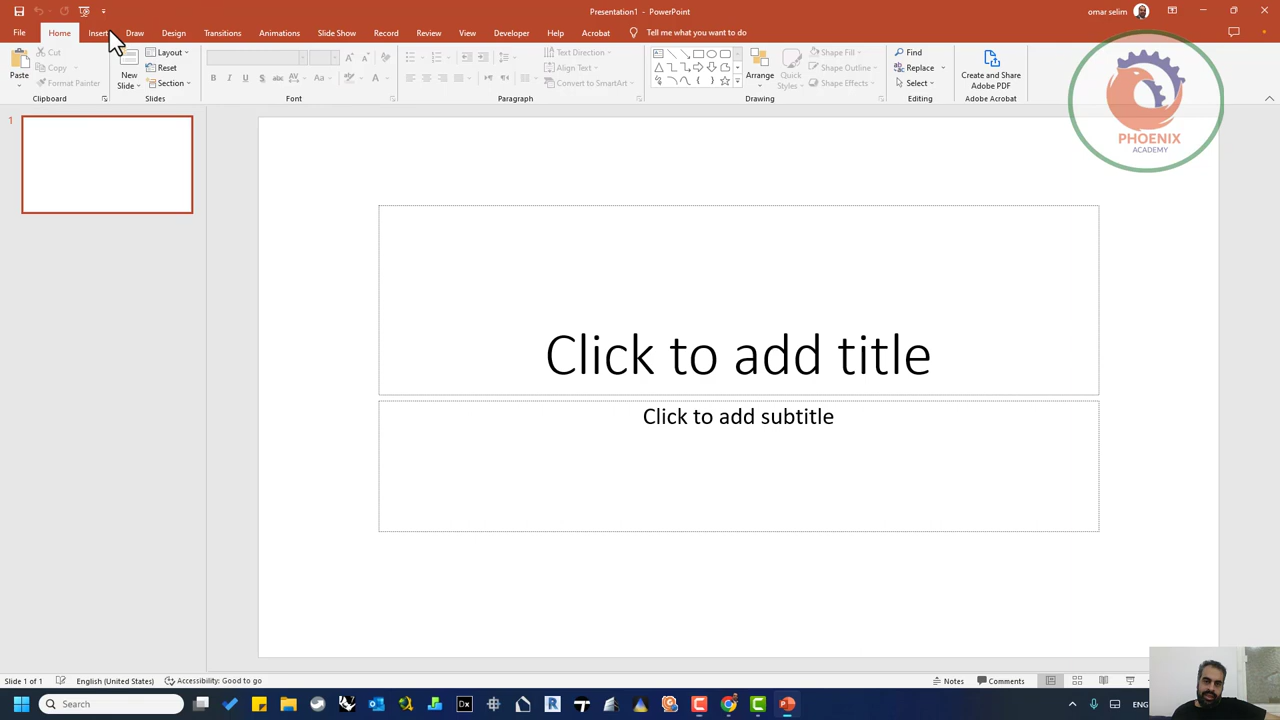 Presentation1 - PowerPoint
omar selim
File Home Insert Draw Design Transitions Animations Slide Show Record Review View Developer Help Acrobat Tell me what you want to do
Paste
Cut
Copy
Format Painter
Clipboard
New
Slide
Layout
Reset
Section
Slides
B I U S abc AV Aa A
Font
Text Direction
Align Text
Convert to SmartArt
Paragraph
Arrange
Quick
Styles
Shape Fill
Shape Outline
Shape Effects
Drawing
Find
Replace
Select
Editing
Create and Share
Adobe PDF
Adobe Acrobat
PHOENIX
ACADEMY
1
Click to add title
Click to add subtitle
Slide 1 of 1 English (United States) Accessibility: Good to go Notes Comments
Search
Dx
ENG